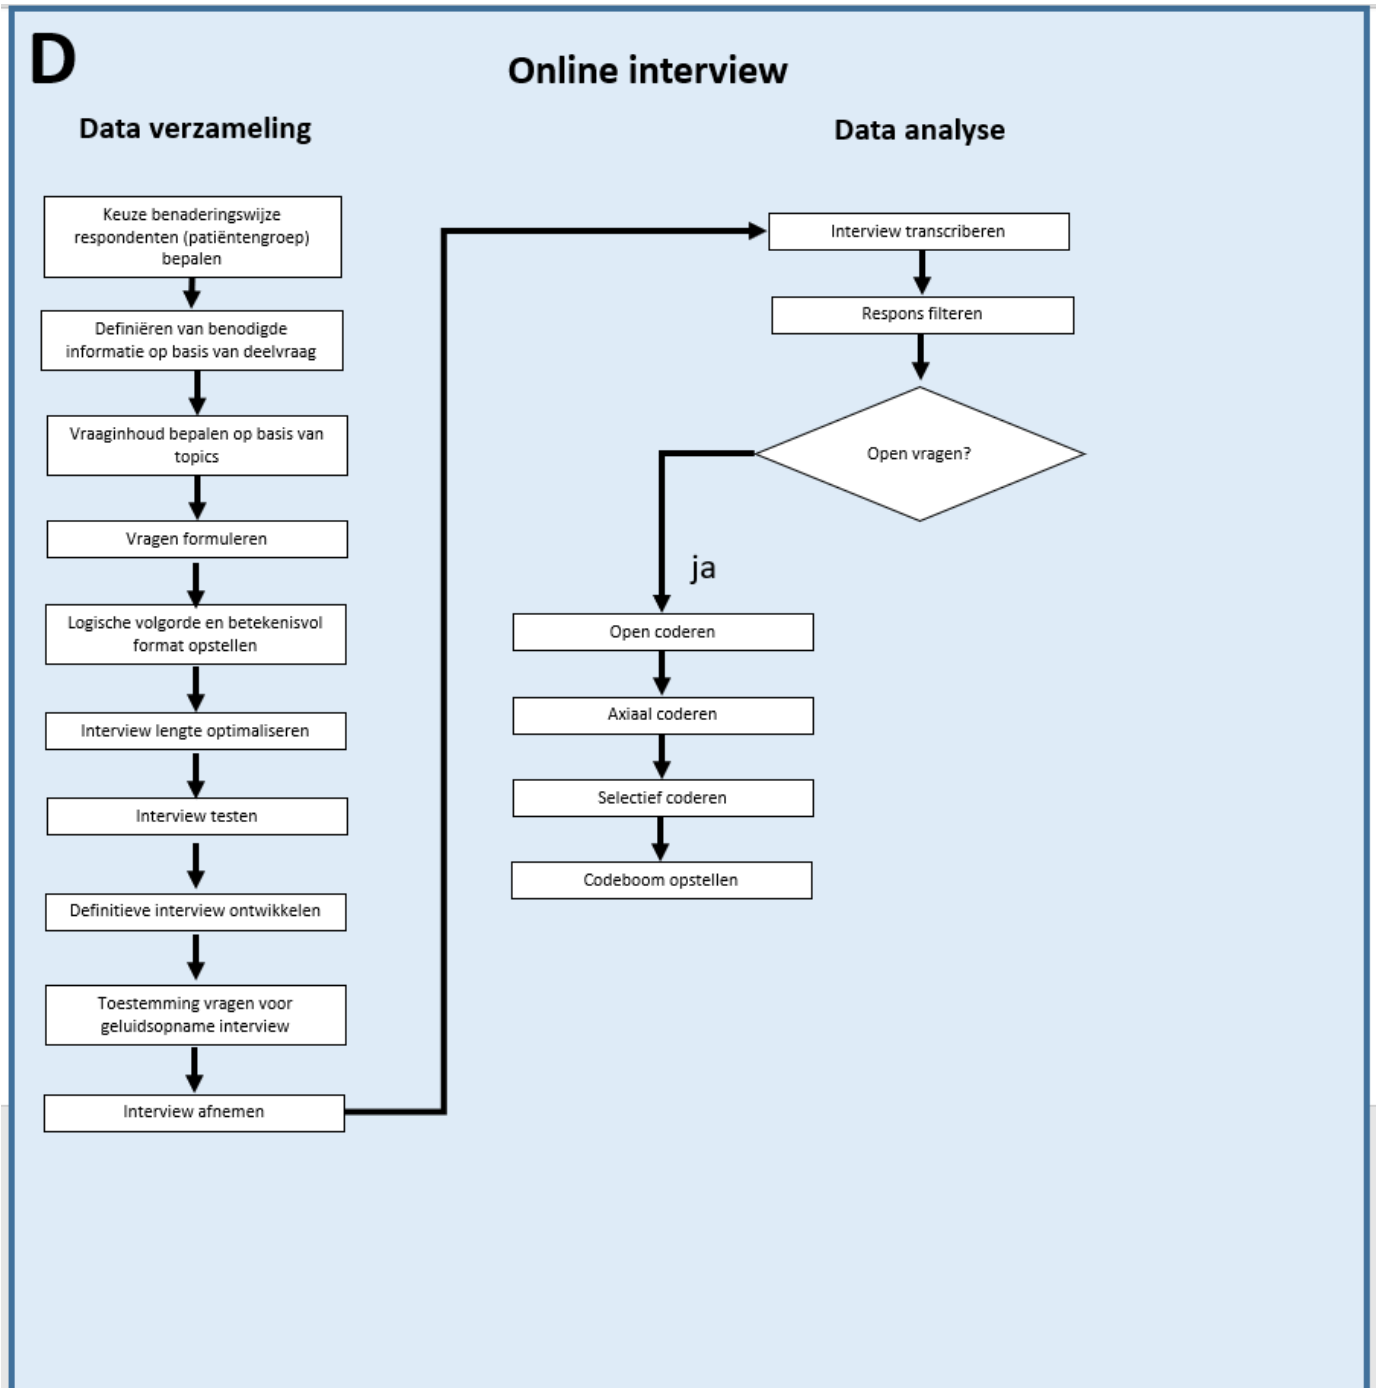 D
Online interview
Data verzameling
Keuze benaderingswijze
respondenten (patiëntengroep)
bepalen
Definiëren van benodigde
informatie op basis van deelvraag
Vraaginhoud bepalen op basis van
topics
Vragen formuleren
Logische volgorde en betekenisvol
format opstellen
Interview lengte optimaliseren
Interview testen
Definitieve interview ontwikkelen
Toestemming vragen voor
geluidsopname interview
Interview afnemen
Data analyse
Interview transcriberen
Respons filteren
Open vragen?
ja
Open coderen
Axiaal coderen
Selectief coderen
Codeboom opstellen